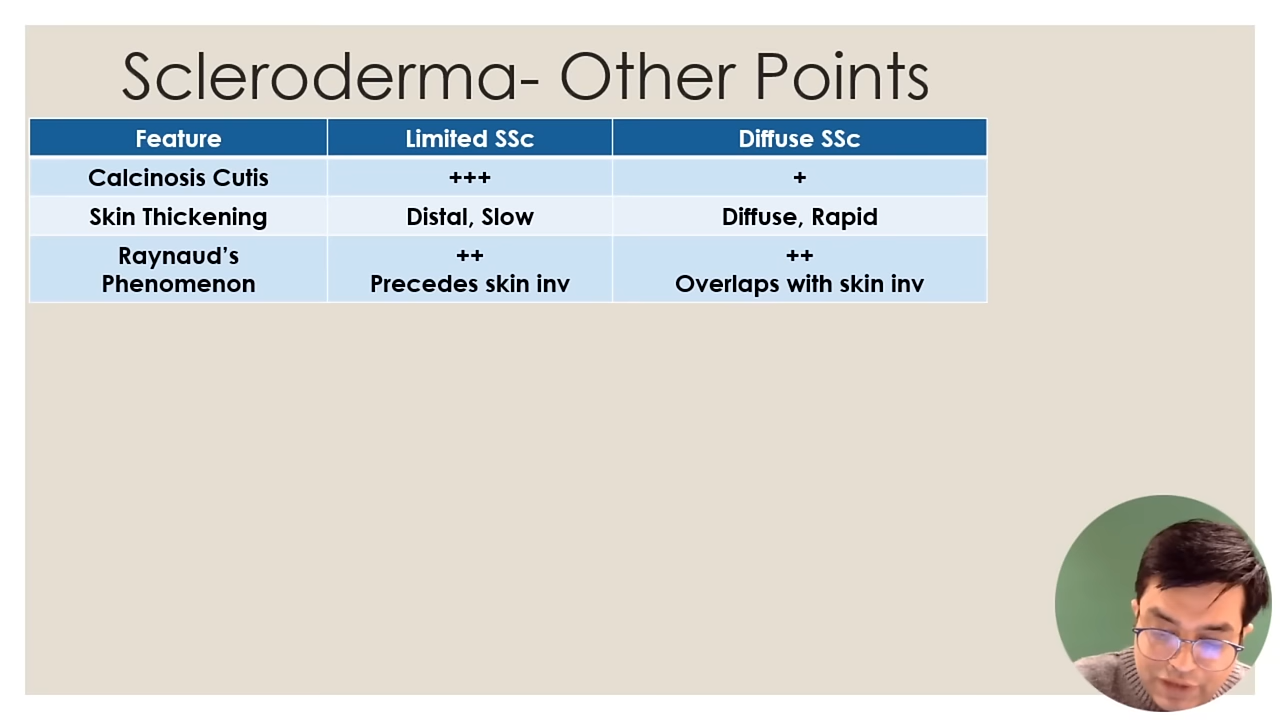 Scleroderma- Other Points
Feature Limited SSc Diffuse SSc
Calcinosis Cutis +++ +
Skin Thickening Distal, Slow Diffuse, Rapid
Raynaud’s ++ ++
Phenomenon Precedes skin inv Overlaps with skin inv